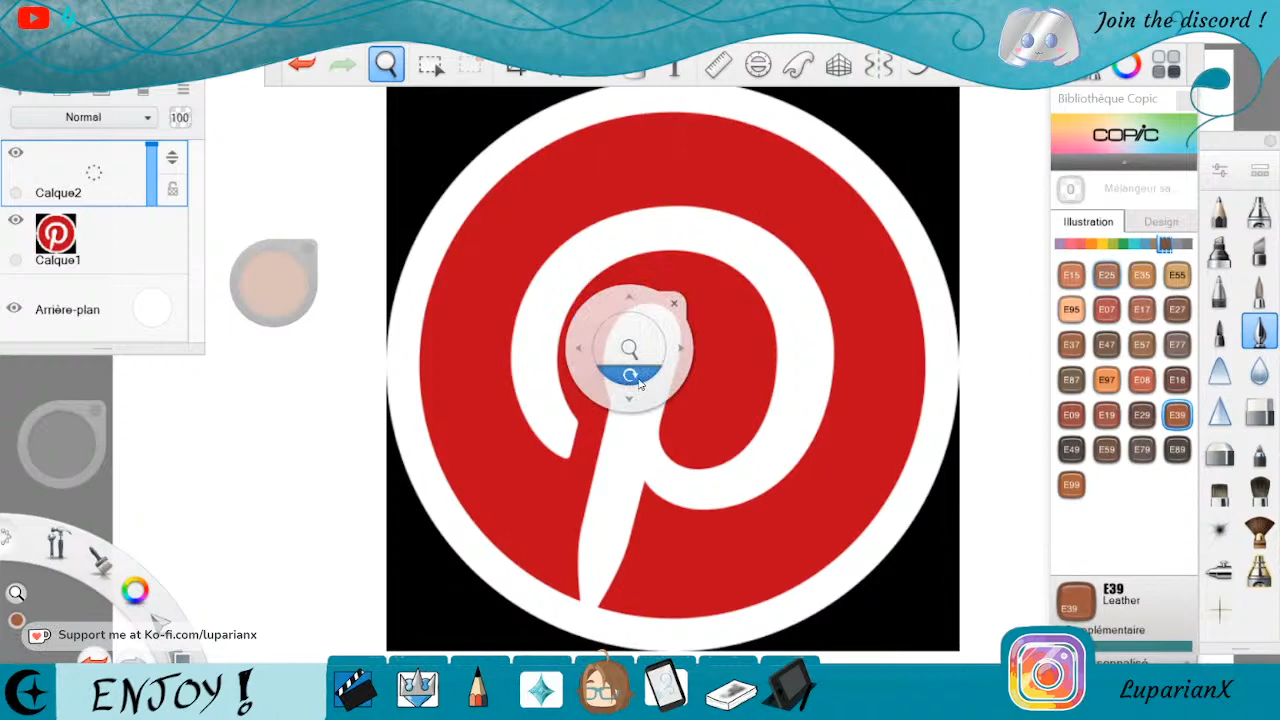 Join the discord !
Normal
100
Calque2
Calque1
Arrière-plan
Bibliothèque Copic
COPIC
0
Mélangeur sa...
Illustration
Design
E15
E25
E35
E55
E95
E07
E17
E27
E37
E47
E57
E77
E87
E97
E08
E18
E09
E19
E29
E39
E49
E59
E79
E89
E99
E39
Leather
E39
Support me at Ko-fi.com/luparianx
ENJOY !
LuparianX